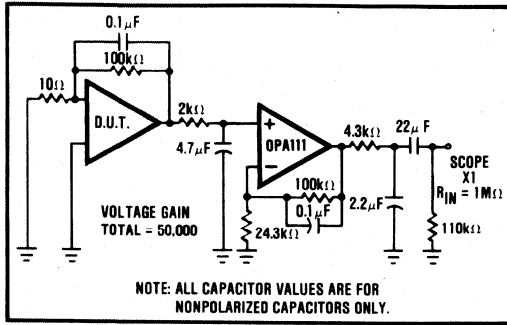 0.1μF
100kΩ
10Ω
D.U.T.
2kΩ
4.7μF
+
OPA111
−
4.3kΩ
22μF
SCOPE
X1
RIN = 1MΩ
100kΩ
0.1μF
2.2μF
24.3kΩ
110kΩ
VOLTAGE GAIN
TOTAL = 50,000
NOTE: ALL CAPACITOR VALUES ARE FOR
NONPOLARIZED CAPACITORS ONLY.